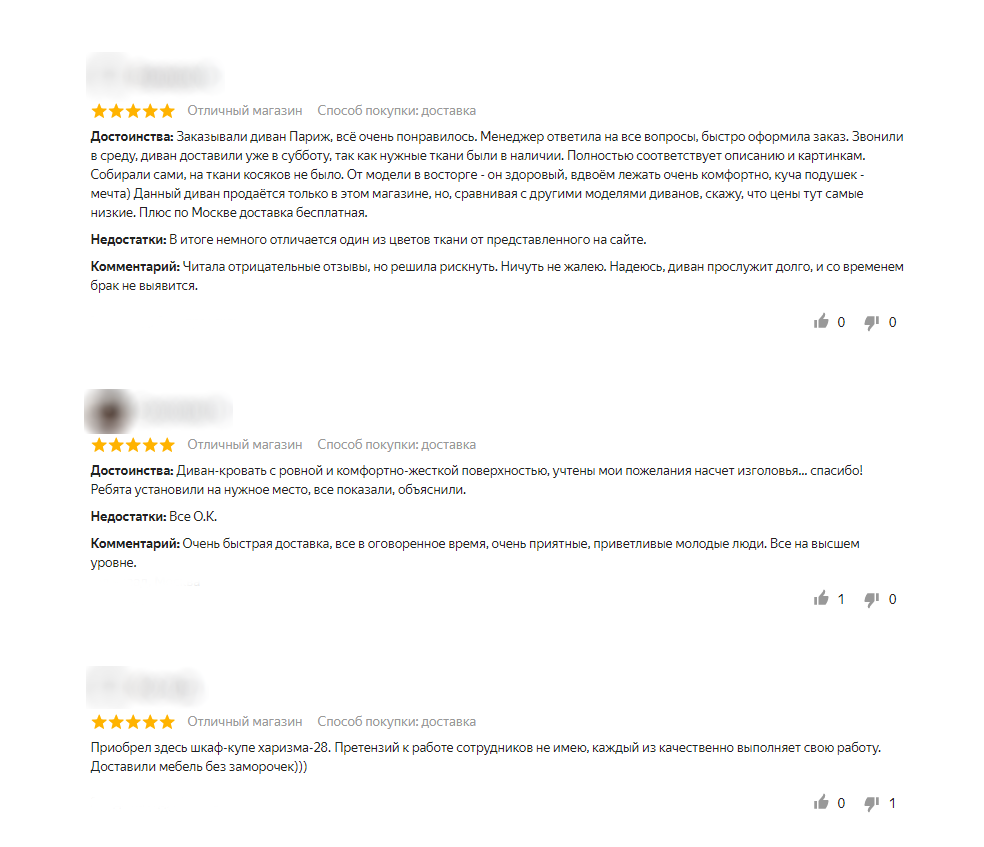 Отличный магазин Способ покупки: доставка
Достоинства: Заказывали диван Париж, всё очень понравилось. Менеджер ответила на все вопросы, быстро оформила заказ. Звонили
в среду, диван доставили уже в субботу, так как нужные ткани были в наличии. Полностью соответствует описанию и картинкам.
Собирали сами, на ткани косяков не было. От модели в восторге - он здоровый, вдвоём лежать очень комфортно, куча подушек -
мечта) Данный диван продаётся только в этом магазине, но, сравнивая с другими моделями диванов, скажу, что цены тут самые
низкие. Плюс по Москве доставка бесплатная.
Недостатки: В итоге немного отличается один из цветов ткани от представленного на сайте.
Комментарий: Читала отрицательные отзывы, но решила рискнуть. Ничуть не жалею. Надеюсь, диван прослужит долго, и со временем
брак не выявится.
0 0
Отличный магазин Способ покупки: доставка
Достоинства: Диван-кровать с ровной и комфортно-жесткой поверхностью, учтены мои пожелания насчет изголовья... спасибо!
Ребята установили на нужное место, все показали, объяснили.
Недостатки: Все О.К.
Комментарий: Очень быстрая доставка, все в оговоренное время, очень приятные, приветливые молодые люди. Все на высшем
уровне.
1 0
Отличный магазин Способ покупки: доставка
Приобрел здесь шкаф-купе харизма-28. Претензий к работе сотрудников не имею, каждый из качественно выполняет свою работу.
Доставили мебель без заморочек)))
0 1